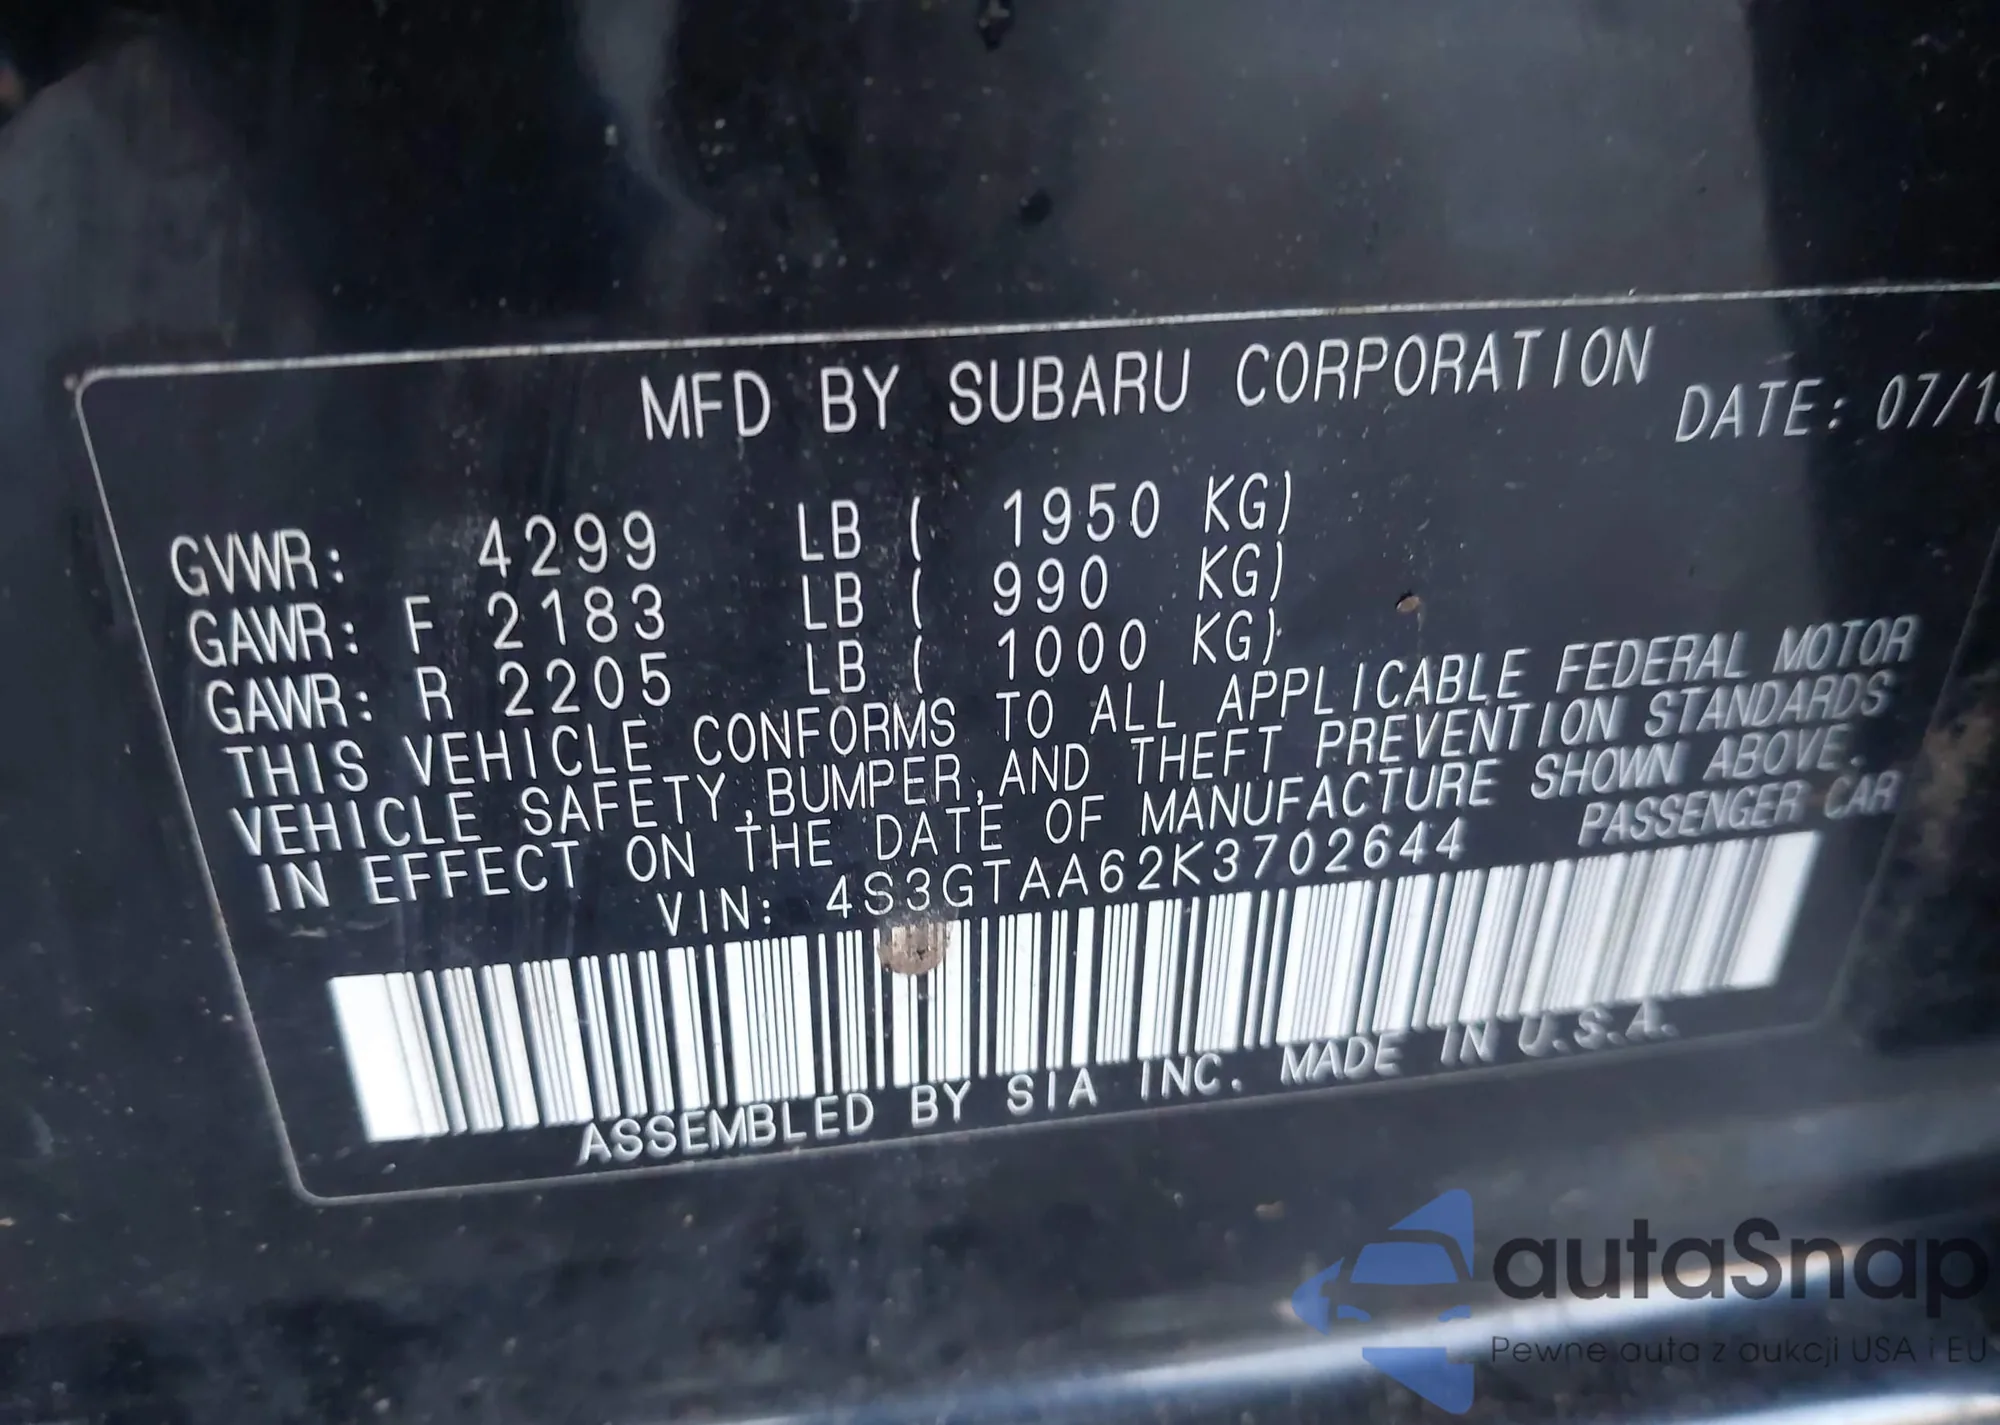 MFD BY SUBARU CORPORATION
DATE: 07/18
GVWR: 4299 LB ( 1950 KG)
GAWR: F 2183 LB ( 990 KG)
GAWR: R 2205 LB ( 1000 KG)
THIS VEHICLE CONFORMS TO ALL APPLICABLE FEDERAL MOTOR
VEHICLE SAFETY,BUMPER,AND THEFT PREVENTION STANDARDS
IN EFFECT ON THE DATE OF MANUFACTURE SHOWN ABOVE.
VIN: 4S3GTAA62K3702644 PASSENGER CAR
ASSEMBLED BY SIA INC. MADE IN U.S.A.
autaSnap
Pewne auta z aukcji USA i EU